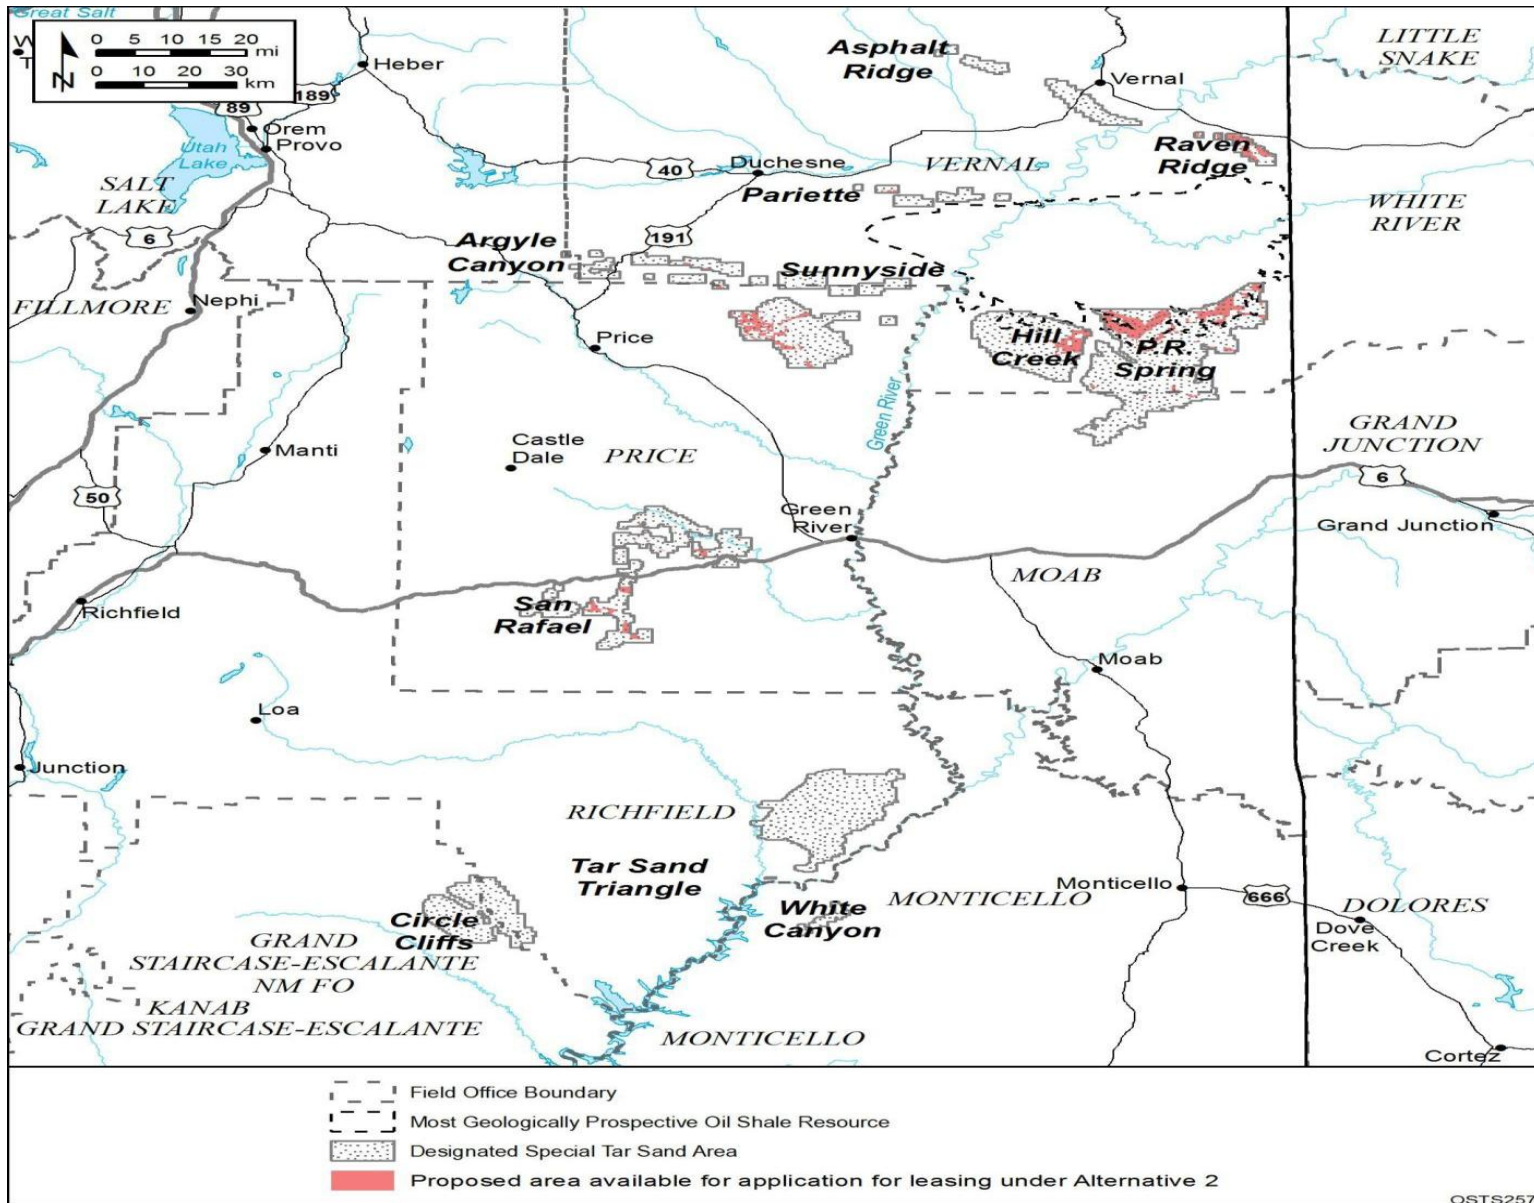 Great Salt
W
T
0 5 10 15 20 mi
0 10 20 30 km
N
Heber
189
89
Orem
Provo
Utah
Lake
SALT
LAKE
6
FILLMORE
Nephi
Asphalt
Ridge
Vernal
LITTLE
SNAKE
40
Duchesne
VERNAL
Raven
Ridge
Pariette
WHITE
RIVER
191
Argyle
Canyon
Sunnyside
Price
Hill
Creek
P.R.
Spring
Green River
GRAND
JUNCTION
6
Grand Junction
Manti
Castle
Dale
PRICE
50
Green
River
MOAB
San
Rafael
Richfield
Moab
Loa
Junction
RICHFIELD
Tar Sand
Triangle
White
Canyon
MONTICELLO
Monticello
666
DOLORES
Dove
Creek
Circle
Cliffs
GRAND
STAIRCASE-ESCALANTE
NM FO
KANAB
GRAND STAIRCASE-ESCALANTE
MONTICELLO
Cortez
Field Office Boundary
Most Geologically Prospective Oil Shale Resource
Designated Special Tar Sand Area
Proposed area available for application for leasing under Alternative 2
OSTS257